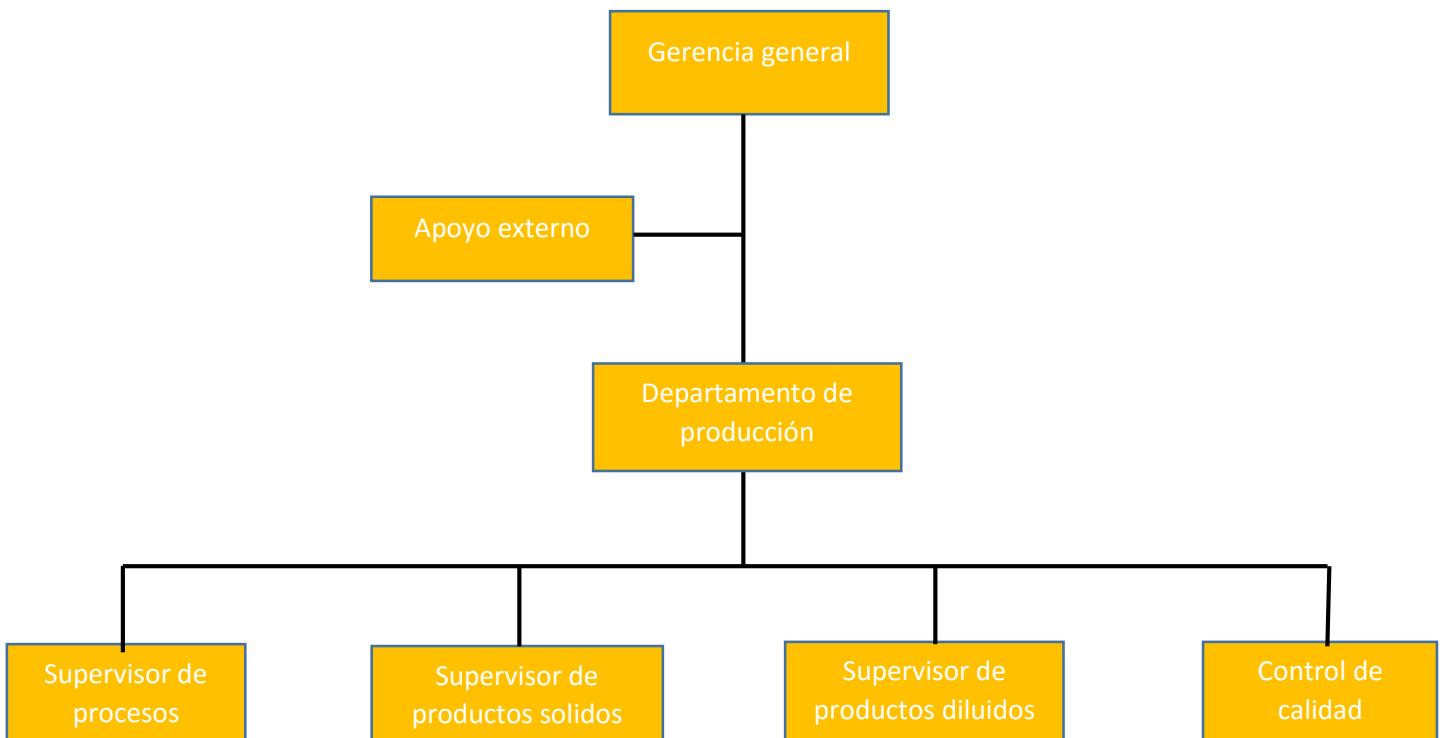 Gerencia general
Apoyo externo
Departamento de
producción
Supervisor de
procesos
Supervisor de
productos solidos
Supervisor de
productos diluidos
Control de
calidad